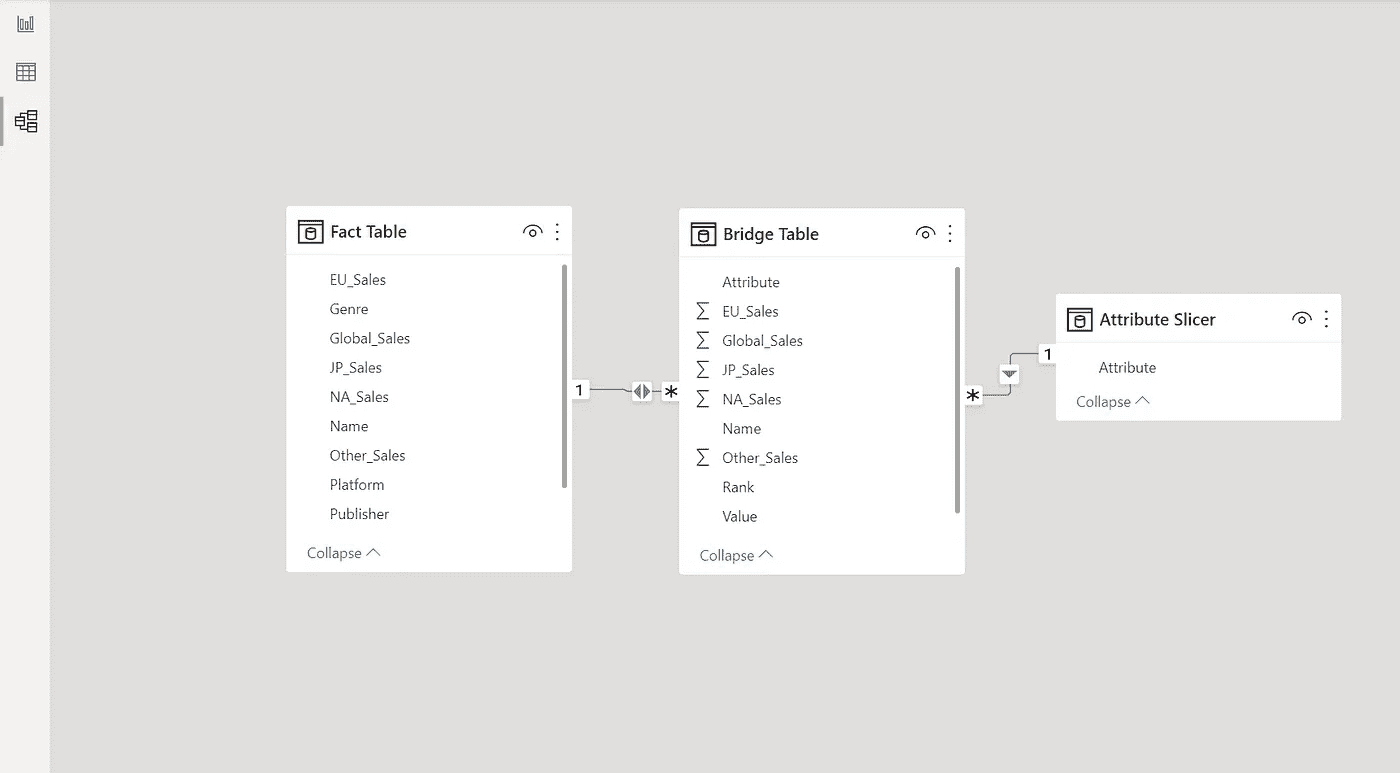 Fact Table
EU_Sales
Genre
Global_Sales
JP_Sales
NA_Sales
Name
Other_Sales
Platform
Publisher
Collapse
1
*
Bridge Table
Attribute
∑ EU_Sales
∑ Global_Sales
∑ JP_Sales
∑ NA_Sales
Name
∑ Other_Sales
Rank
Value
Collapse
*
1
Attribute Slicer
Attribute
Collapse